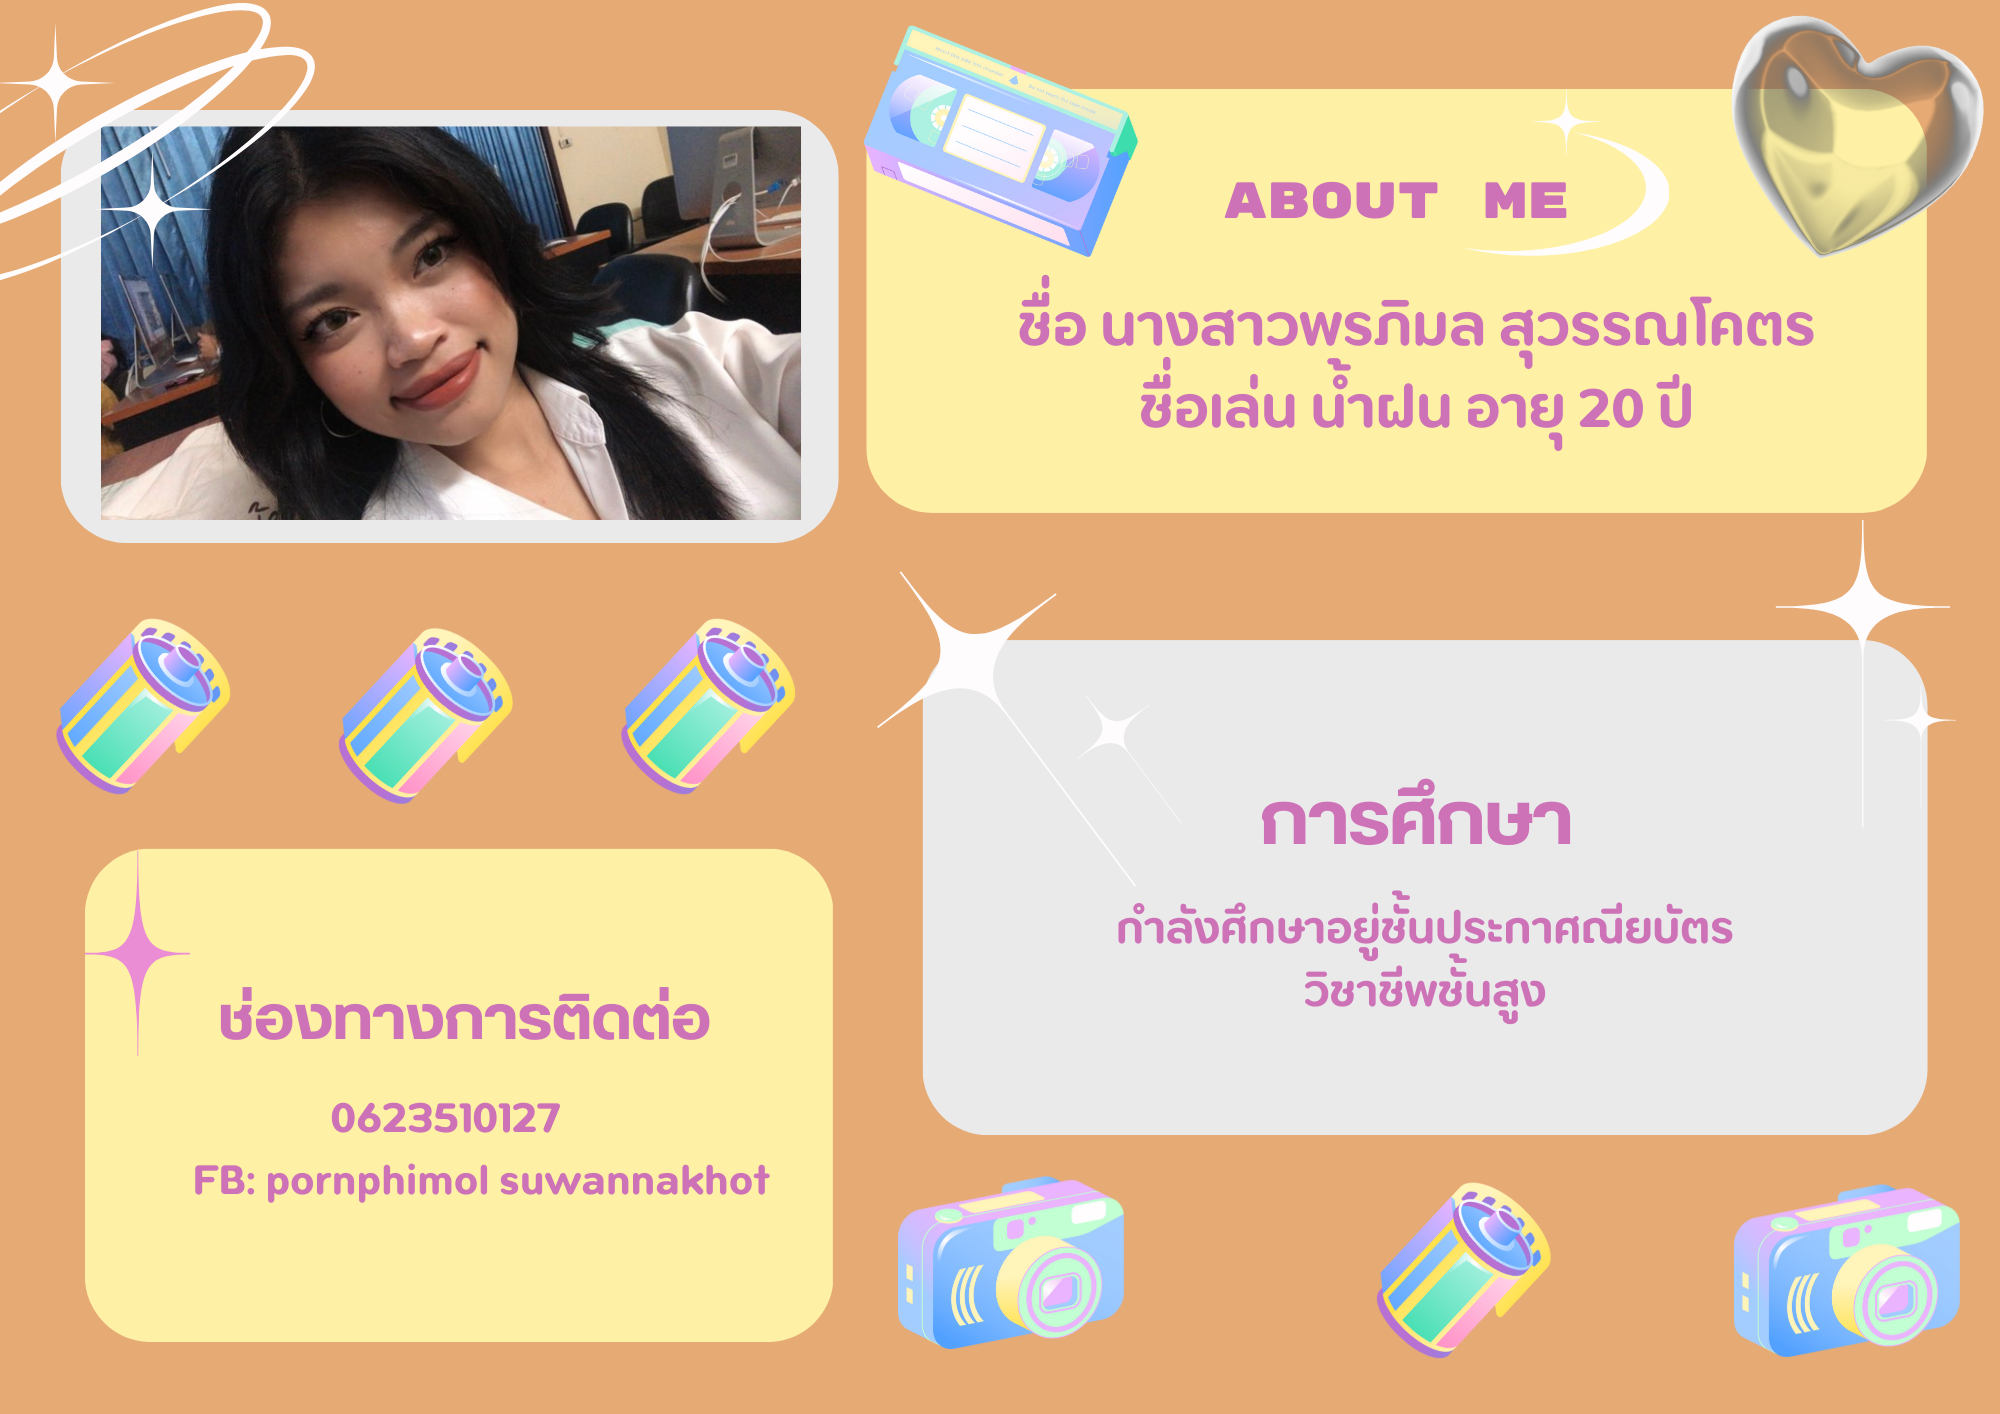 ABOUT ME
ชื่อ นางสาวพรภิมล สุวรรณโคตร
ชื่อเล่น น้ำฝน อายุ 20 ปี
การศึกษา
กำลังศึกษาอยู่ชั้นประกาศณียบัตร
วิชาชีพชั้นสูง
ช่องทางการติดต่อ
0623510127
FB: pornphimol suwannakhot